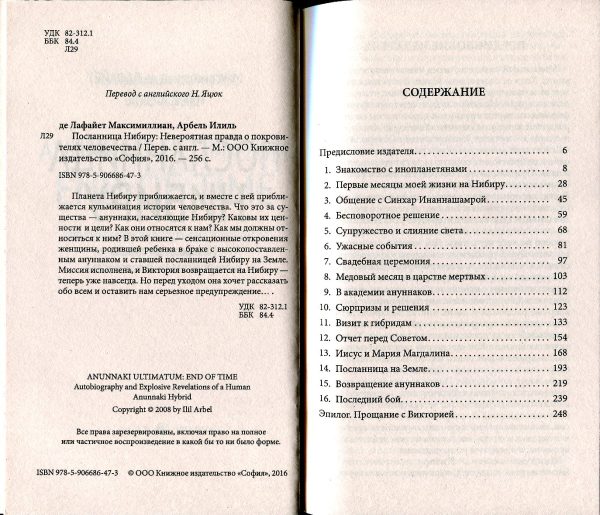 УДК 82-312.1
ББК 84.4
Л29
Перевод с английского Н. Яцюк
де Лафайет Максимиллиан, Арбель Илиль
Л29 Посланница Нибиру: Невероятная правда о покрови-
телях человечества / Перев. с англ. — М.: ООО Книжное
издательство «София», 2016. — 256 с.
ISBN 978-5-906686-47-3
Планета Нибиру приближается, и вместе с ней прибли-
жается кульминация истории человечества. Что это за су-
щества — ануннаки, населяющие Нибиру? Каковы их цен-
ности и цели? Как они относятся к нам? Как мы должны от-
носиться к ним? В этой книге — сенсационные откровения
женщины, родившей ребенка в браке с высокопоставлен-
ным ануннаком и ставшей посланницей Нибиру на Земле.
Миссия исполнена, и Виктория возвращается на Нибиру —
теперь уже навсегда. Но перед уходом она хочет рассказать
обо всем и оставить нам серьезное предупреждение… .
УДК 82-312.1
ББК 84.4
ANUNNAKI ULTIMATUM: END OF TIME
Autobiography and Explosive Revelations of a Human
Anunnaki Hybrid
Copyright © 2008 by Ilil Arbel
Все права зарезервированы, включая право на полное
или частичное воспроизведение в какой бы то ни было форме.
ISBN 978-5-906686-47-3 © ООО Книжное издательство «София», 2016
СОДЕРЖАНИЕ
Предисловие издателя. . . . . . . . . . 6
1. Знакомство с инопланетянами . . . . . . . . . . 8
2. Первые месяцы моей жизни на Нибиру. . . . . . . . . . 28
3. Общение с Синхар Инаннашамрой. . . . . . . . . . 45
4. Бесповоротное решение . . . . . . . . . . 59
5. Супружество и слияние света. . . . . . . . . . 68
6. Ужасные события . . . . . . . . . . 81
7. Свадебная церемония . . . . . . . . . . 97
8. Медовый месяц в царстве мертвых . . . . . . . . . . 103
9. В академии ануннаков. . . . . . . . . . 112
10. Сюрпризы и решения . . . . . . . . . . 123
11. Визит к гибридам . . . . . . . . . . 133
12. Отчет перед Советом. . . . . . . . . . 154
13. Иисус и Мария Магдалина. . . . . . . . . . 168
14. Посланница на Земле. . . . . . . . . . 193
15. Возвращение ануннаков. . . . . . . . . . 219
16. Последний бой. . . . . . . . . . 239
Эпилог. Прощание с Викторией . . . . . . . . . . 248